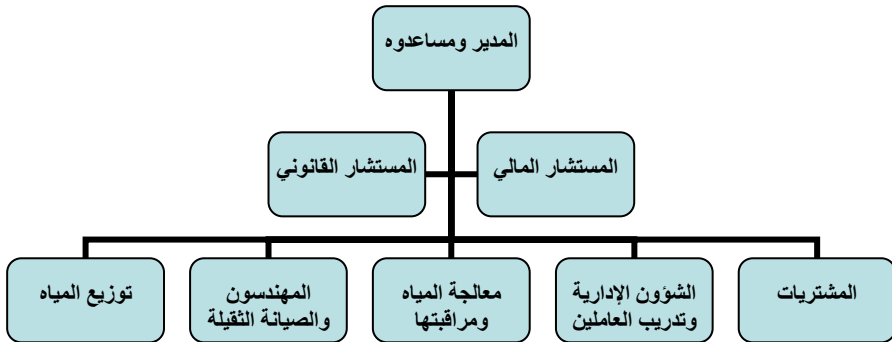 المدير ومساعدوه
المستشار المالي
المستشار القانوني
المشتريات
الشؤون الإدارية
وتدريب العاملين
معالجة المياه
ومراقبتها
المهندسون
والصيانة الثقيلة
توزيع المياه